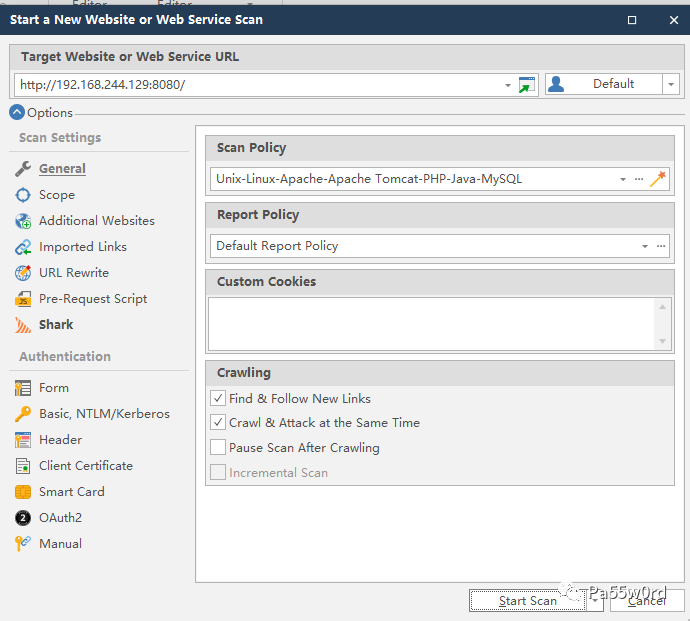 Editor Editor
Start a New Website or Web Service Scan
Target Website or Web Service URL
http://192.168.244.129:8080/
Default
Options
Scan Settings
General
Scope
Additional Websites
Imported Links
URL Rewrite
Pre-Request Script
JS
Shark
Authentication
Form
Basic, NTLM/Kerberos
Header
Client Certificate
Smart Card
2 OAuth2
Manual
Scan Policy
Unix-Linux-Apache-Apache Tomcat-PHP-Java-MySQL
Report Policy
Default Report Policy
Custom Cookies
Crawling
Find & Follow New Links
Crawl & Attack at the Same Time
Pause Scan After Crawling
Incremental Scan
Pa55w0rd
Start Scan
Cancel